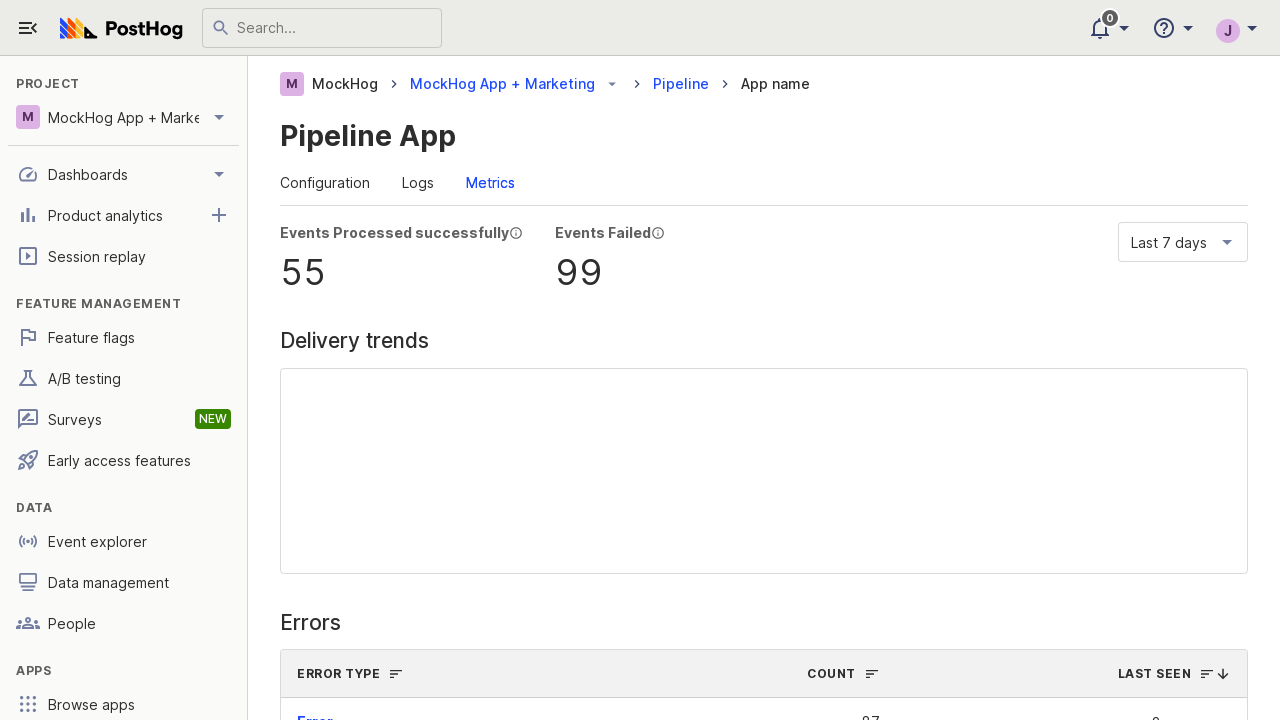 PostHog
Search...
0
J
PROJECT
M
MockHog App + Marke
Dashboards
Product analytics
Session replay
FEATURE MANAGEMENT
Feature flags
A/B testing
Surveys
NEW
Early access features
DATA
Event explorer
Data management
People
APPS
Browse apps
M MockHog > MockHog App + Marketing > Pipeline > App name
Pipeline App
Configuration Logs Metrics
Events Processed successfully Events Failed
55 99
Last 7 days
Delivery trends
Errors
ERROR TYPE COUNT LAST SEEN